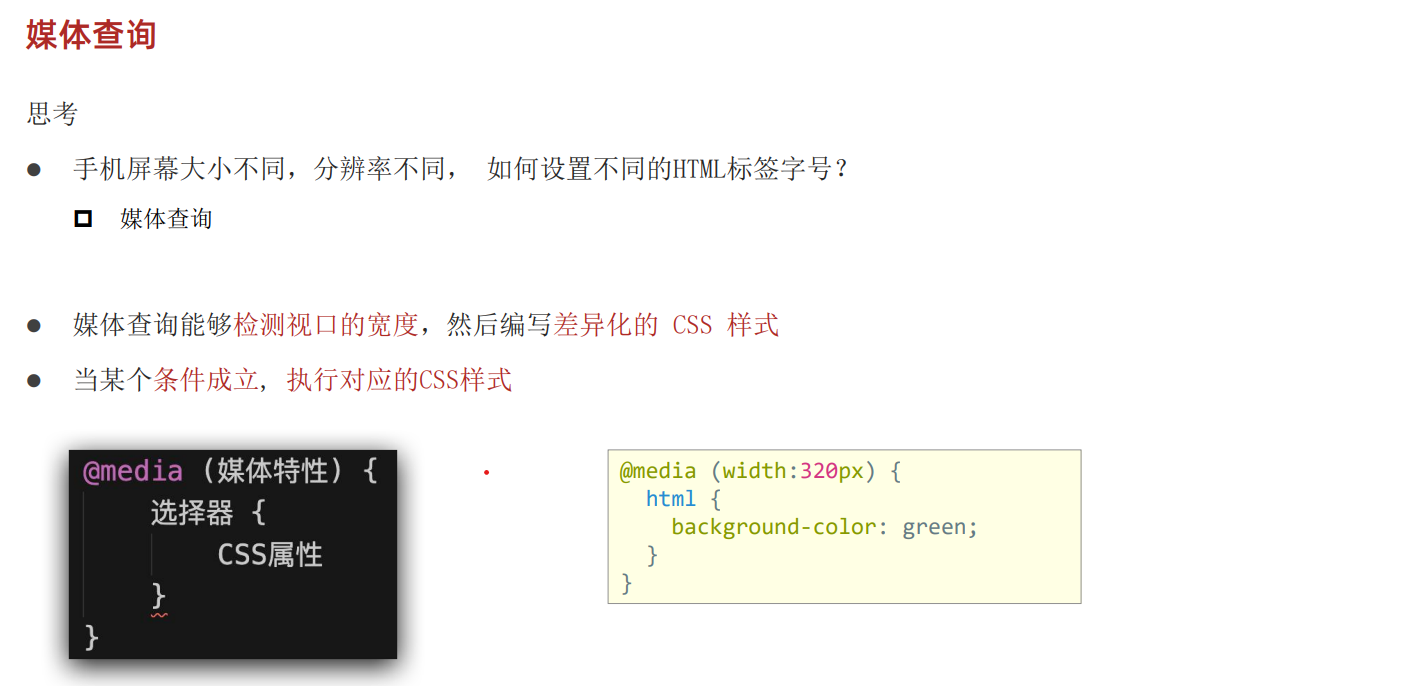 媒体查询
思考
手机屏幕大小不同，分辨率不同， 如何设置不同的HTML标签字号？
媒体查询
媒体查询能够检测视口的宽度，然后编写差异化的 CSS 样式
当某个条件成立, 执行对应的CSS样式
@media (媒体特性) {
选择器 {
CSS属性
}
}
@media (width:320px) {
html {
background-color: green;
}
}